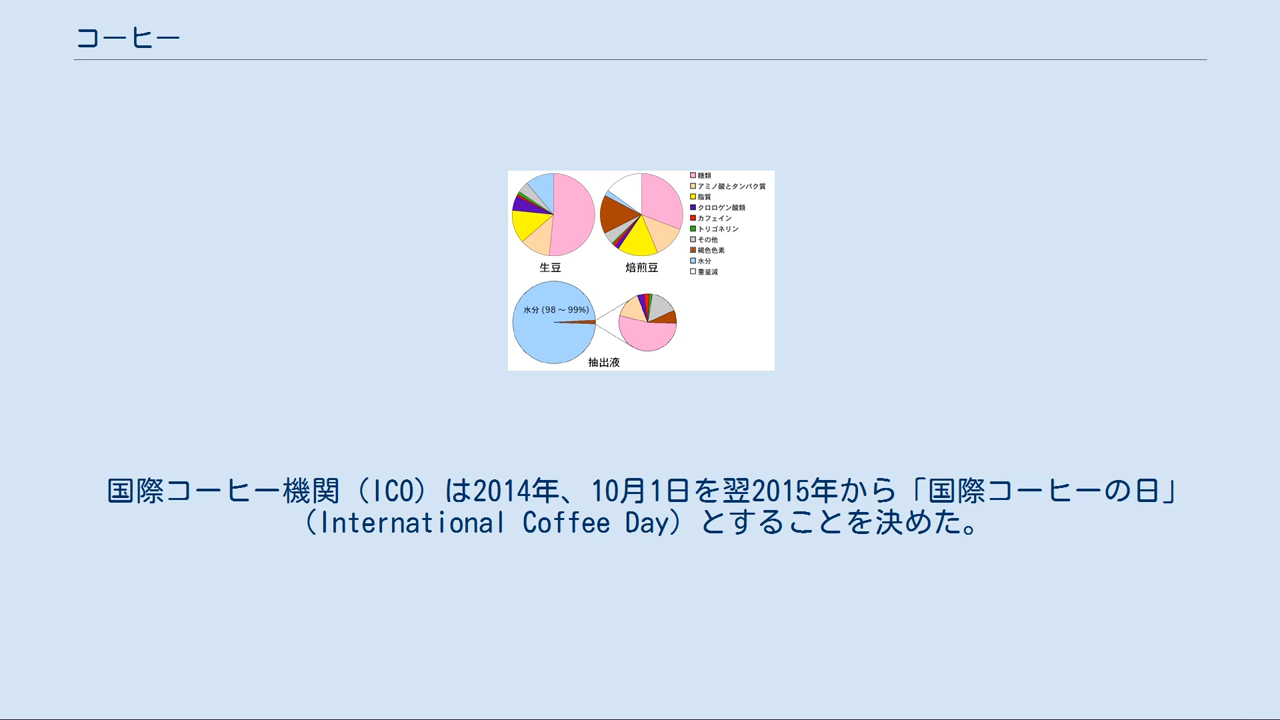 コーヒー
糖類
アミノ酸とタンパク質
脂質
クロロゲン酸類
カフェイン
トリゴネリン
その他
褐色色素
水分
重量減
生豆
焙煎豆
水分 (98 ～ 99%)
抽出液
国際コーヒー機関（ICO）は2014年、10月1日を翌2015年から「国際コーヒーの日」
（International Coffee Day）とすることを決めた。